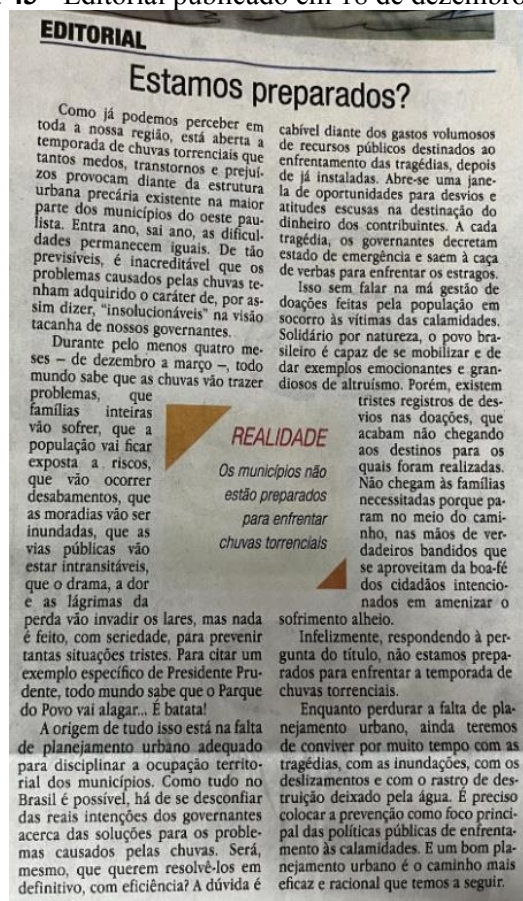 45 Editorial publicado em 16 de dezembro
EDITORIAL
Estamos preparados?
Como já podemos perceber em
toda a nossa região, está aberta a
temporada de chuvas torrenciais que
tantos medos, transtornos e prejuí-
zos provocam diante da estrutura
urbana precária existente na maior
parte dos municípios do oeste pau-
lista. Entra ano, sai ano, as dificul-
dades permanecem iguais. De tão
previsíveis, é inacreditável que os
problemas causados pelas chuvas te-
nham adquirido o caráter de, por as-
sim dizer, "insolucionáveis" na visão
tacanha de nossos governantes.
Durante pelo menos quatro me-
ses – de dezembro a março –, todo
mundo sabe que as chuvas vão trazer
problemas, que
famílias inteiras
vão sofrer, que a
população vai ficar
exposta a riscos,
que vão ocorrer
desabamentos, que
as moradias vão ser
inundadas, que as
vias públicas vão
estar intransitáveis,
que o drama, a dor
e as lágrimas da
perda vão invadir os lares, mas nada
é feito, com seriedade, para prevenir
tantas situações tristes. Para citar um
exemplo específico de Presidente Pru-
dente, todo mundo sabe que o Parque
do Povo vai alagar... É batata!
A origem de tudo isso está na falta
de planejamento urbano adequado
para disciplinar a ocupação territo-
rial dos municípios. Como tudo no
Brasil é possível, há de se desconfiar
das reais intenções dos governantes
acerca das soluções para os proble-
mas causados pelas chuvas. Será,
mesmo, que querem resolvê-los em
definitivo, com eficiência? A dúvida é
cabível diante dos gastos volumosos
de recursos públicos destinados ao
enfrentamento das tragédias, depois
de já instaladas. Abre-se uma jane-
la de oportunidades para desvios e
atitudes escusas na destinação do
dinheiro dos contribuintes. A cada
tragédia, os governantes decretam
estado de emergência e saem à caça
de verbas para enfrentar os estragos.
Isso sem falar na má gestão de
doações feitas pela população em
socorro às vítimas das calamidades.
Solidário por natureza, o povo bra-
sileiro é capaz de se mobilizar e de
dar exemplos emocionantes e gran-
diosos de altruísmo. Porém, existem
tristes registros de des-
vios nas doações, que
acabam não chegando
aos destinos para os
quais foram realizadas.
Não chegam às famílias
necessitadas porque pa-
ram no meio do cami-
nho, nas mãos de ver-
dadeiros bandidos que
se aproveitam da boa-fé
dos cidadãos intencio-
nados em amenizar o
sofrimento alheio.
Infelizmente, respondendo à per-
gunta do título, não estamos prepa-
rados para enfrentar a temporada de
chuvas torrenciais.
Enquanto perdurar a falta de pla-
nejamento urbano, ainda teremos
de conviver por muito tempo com as
tragédias, com as inundações, com os
deslizamentos e com o rastro de des-
truição deixado pela água. É preciso
colocar a prevenção como foco princi-
pal das políticas públicas de enfrenta-
mento às calamidades. E um bom pla-
nejamento urbano é o caminho mais
eficaz e racional que temos a seguir.
REALIDADE
Os municípios não
estão preparados
para enfrentar
chuvas torrenciais